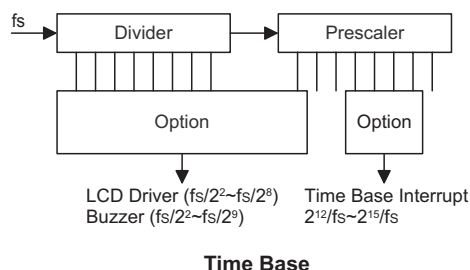 fs
Divider
Prescaler
Option
Option
LCD Driver (fs/2²~fs/2⁸)
Buzzer (fs/2²~fs/2⁹)
Time Base Interrupt
2¹²/fs~2¹⁵/fs
Time Base